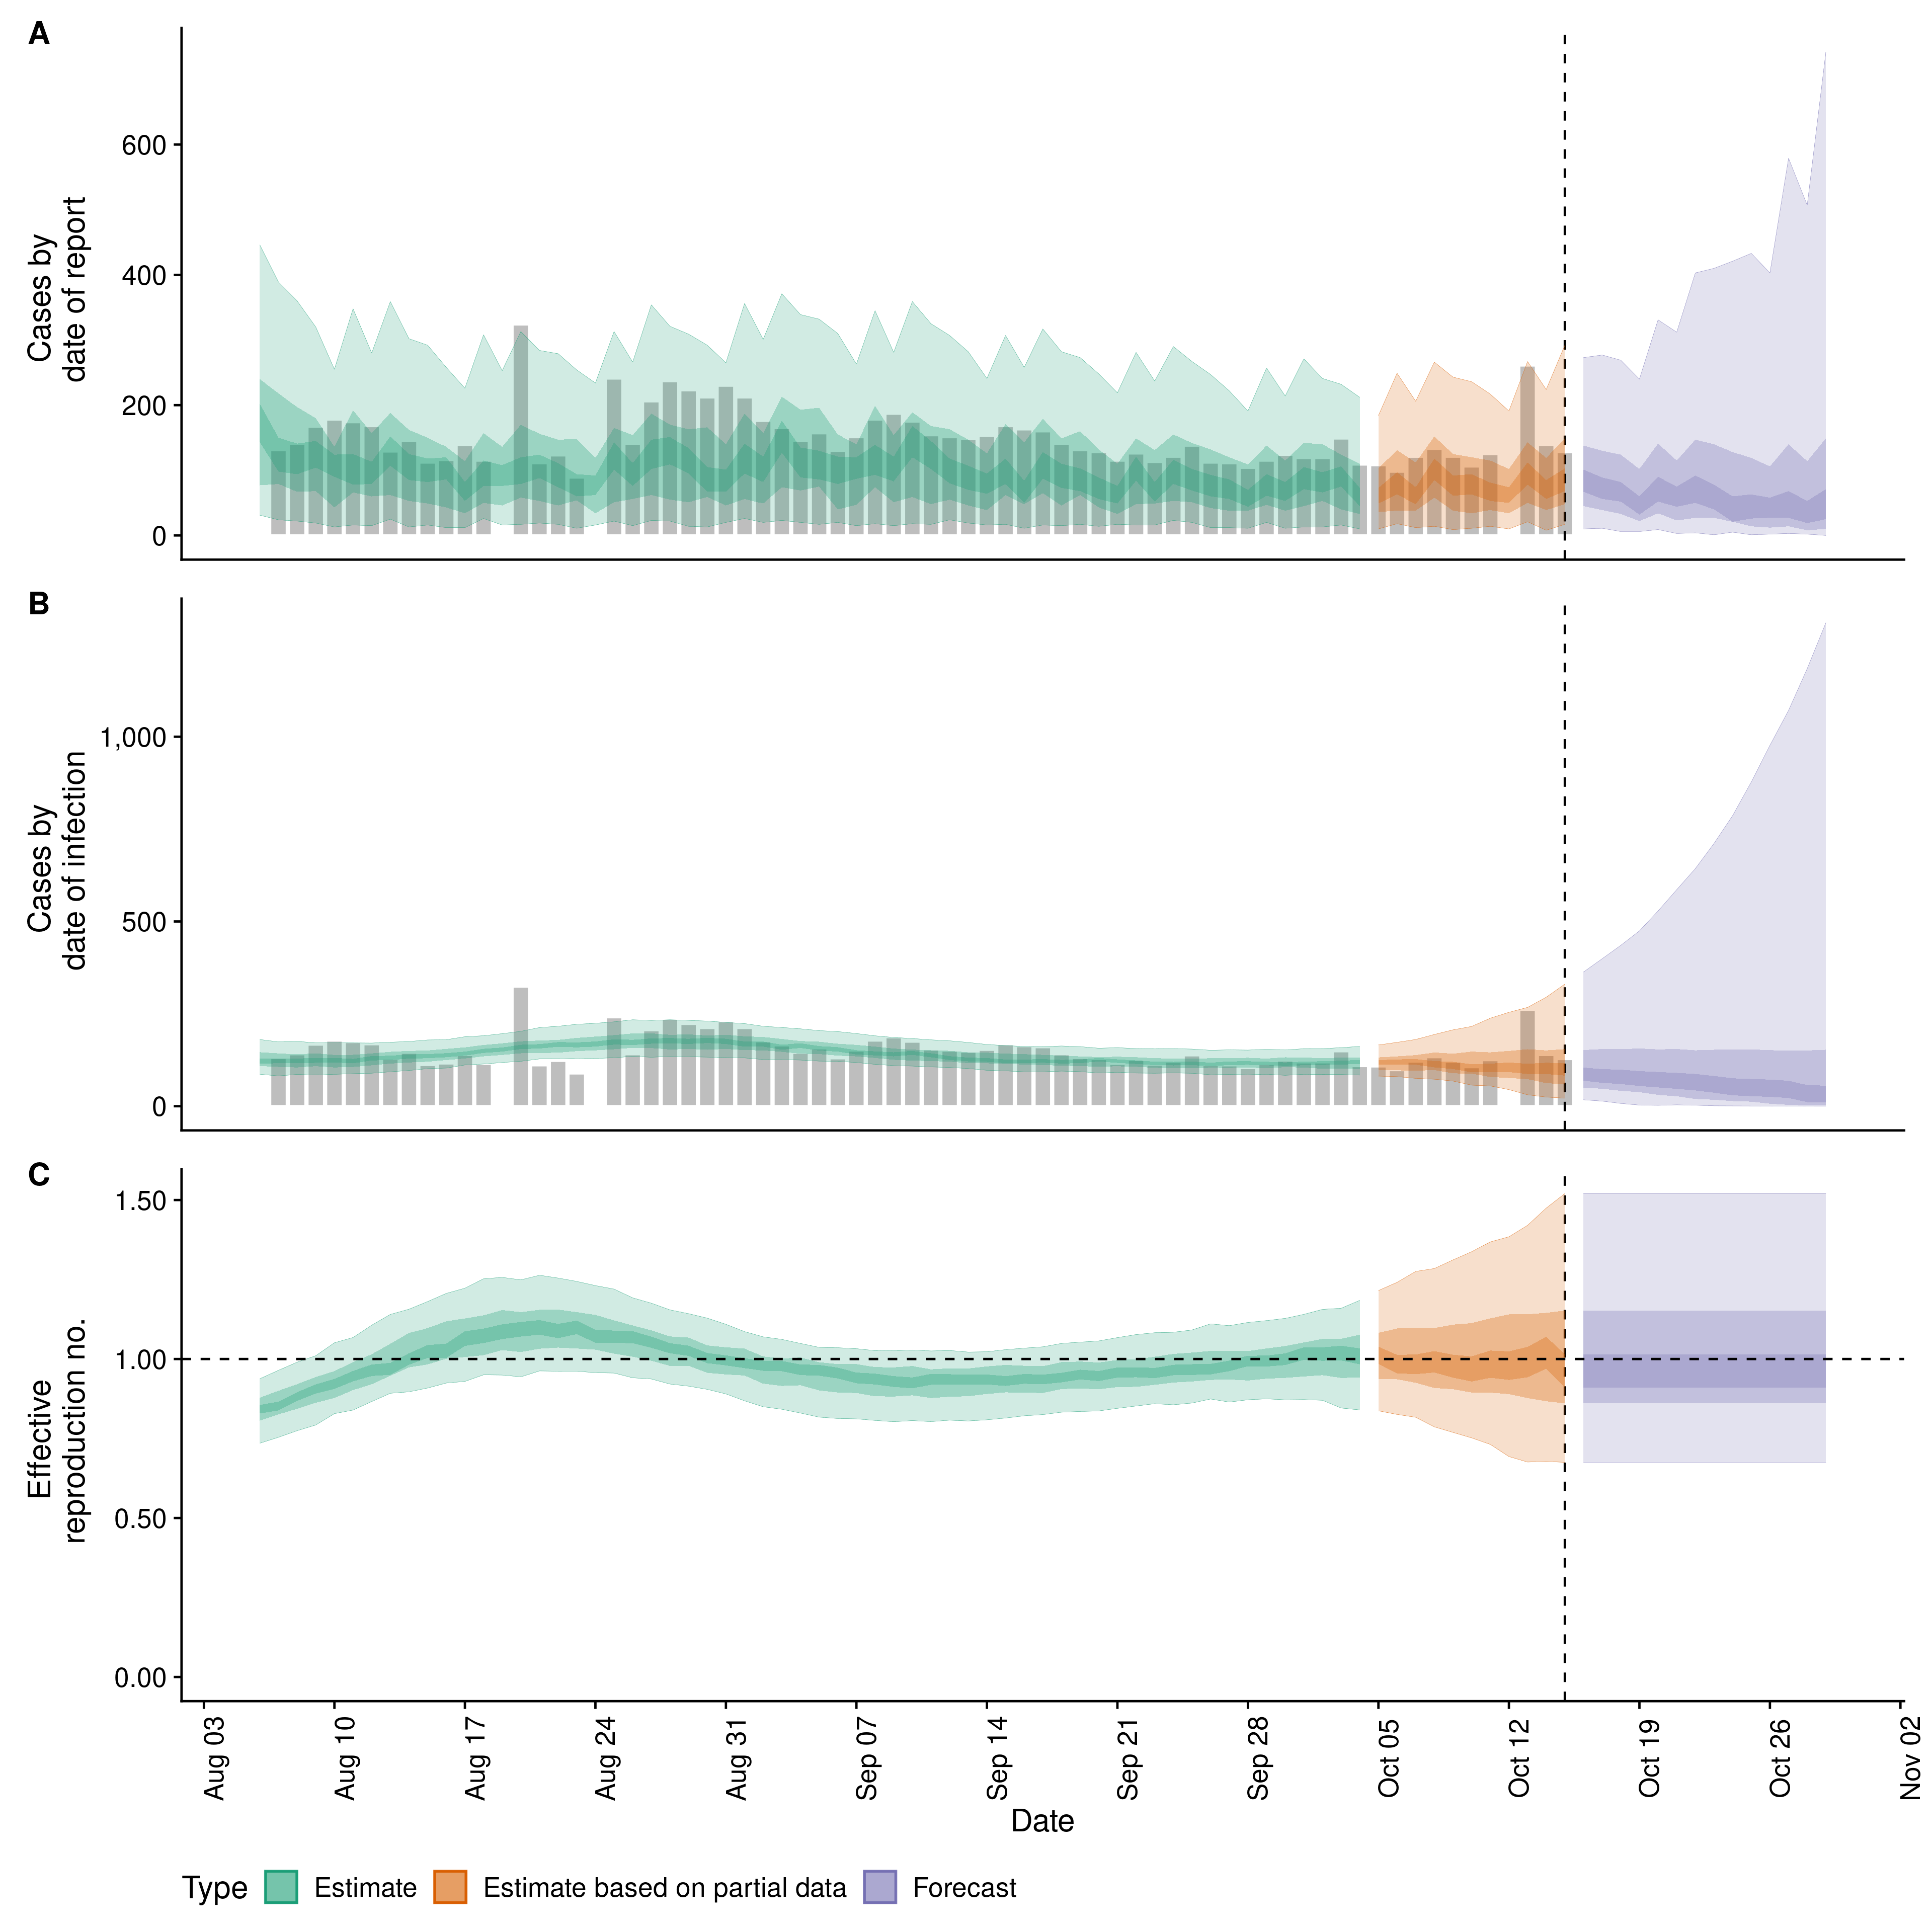 A
Cases by
date of report
600
400
200
0
B
Cases by
date of infection
1,000
500
0
C
Effective
reproduction no.
1.50
1.00
0.50
0.00
Aug 03
Aug 10
Aug 17
Aug 24
Aug 31
Sep 07
Sep 14
Sep 21
Sep 28
Oct 05
Oct 12
Oct 19
Oct 26
Nov 02
Date
Type Estimate Estimate based on partial data Forecast